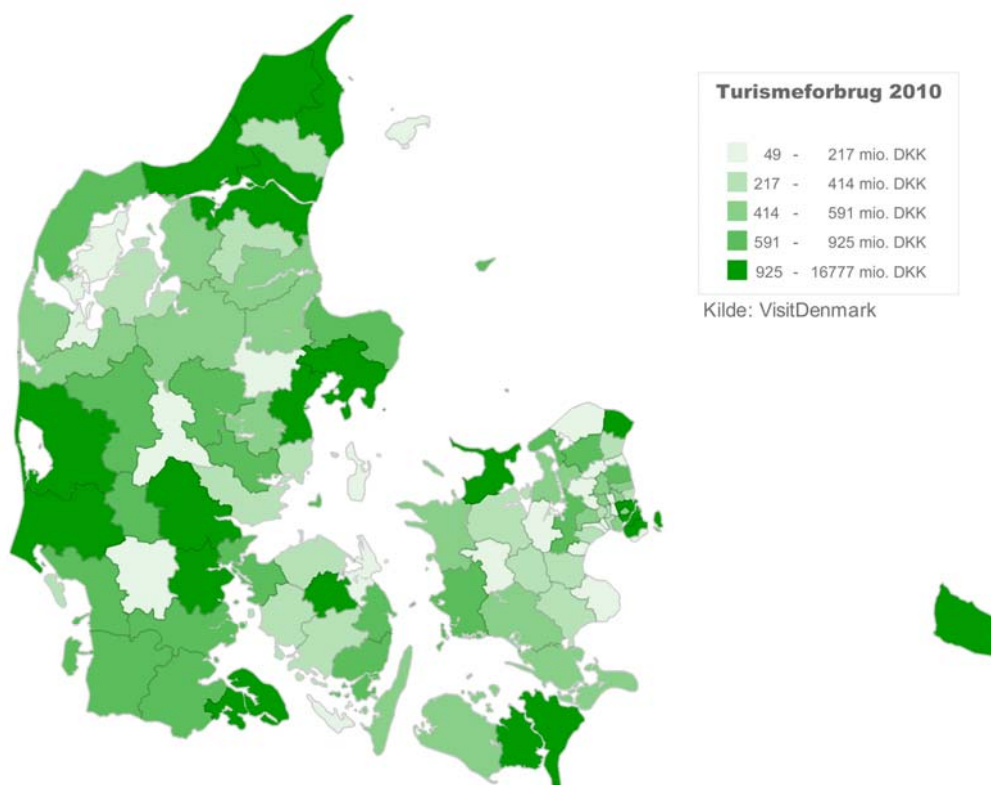 Turismeforbrug 2010
49 - 217 mio. DKK
217 - 414 mio. DKK
414 - 591 mio. DKK
591 - 925 mio. DKK
925 - 16777 mio. DKK
Kilde: VisitDenmark